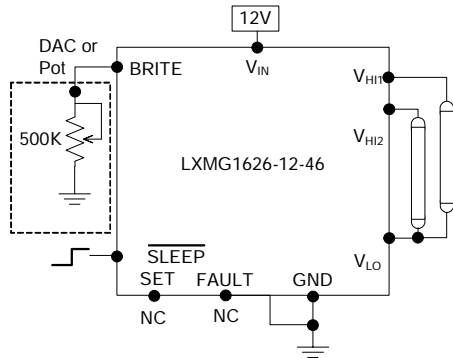 12V
DAC or
Pot
BRITE
VIN
VHI1
500K
VHI2
LXMG1626-12-46
SLEEP
VLO
SET
FAULT
GND
NC
NC